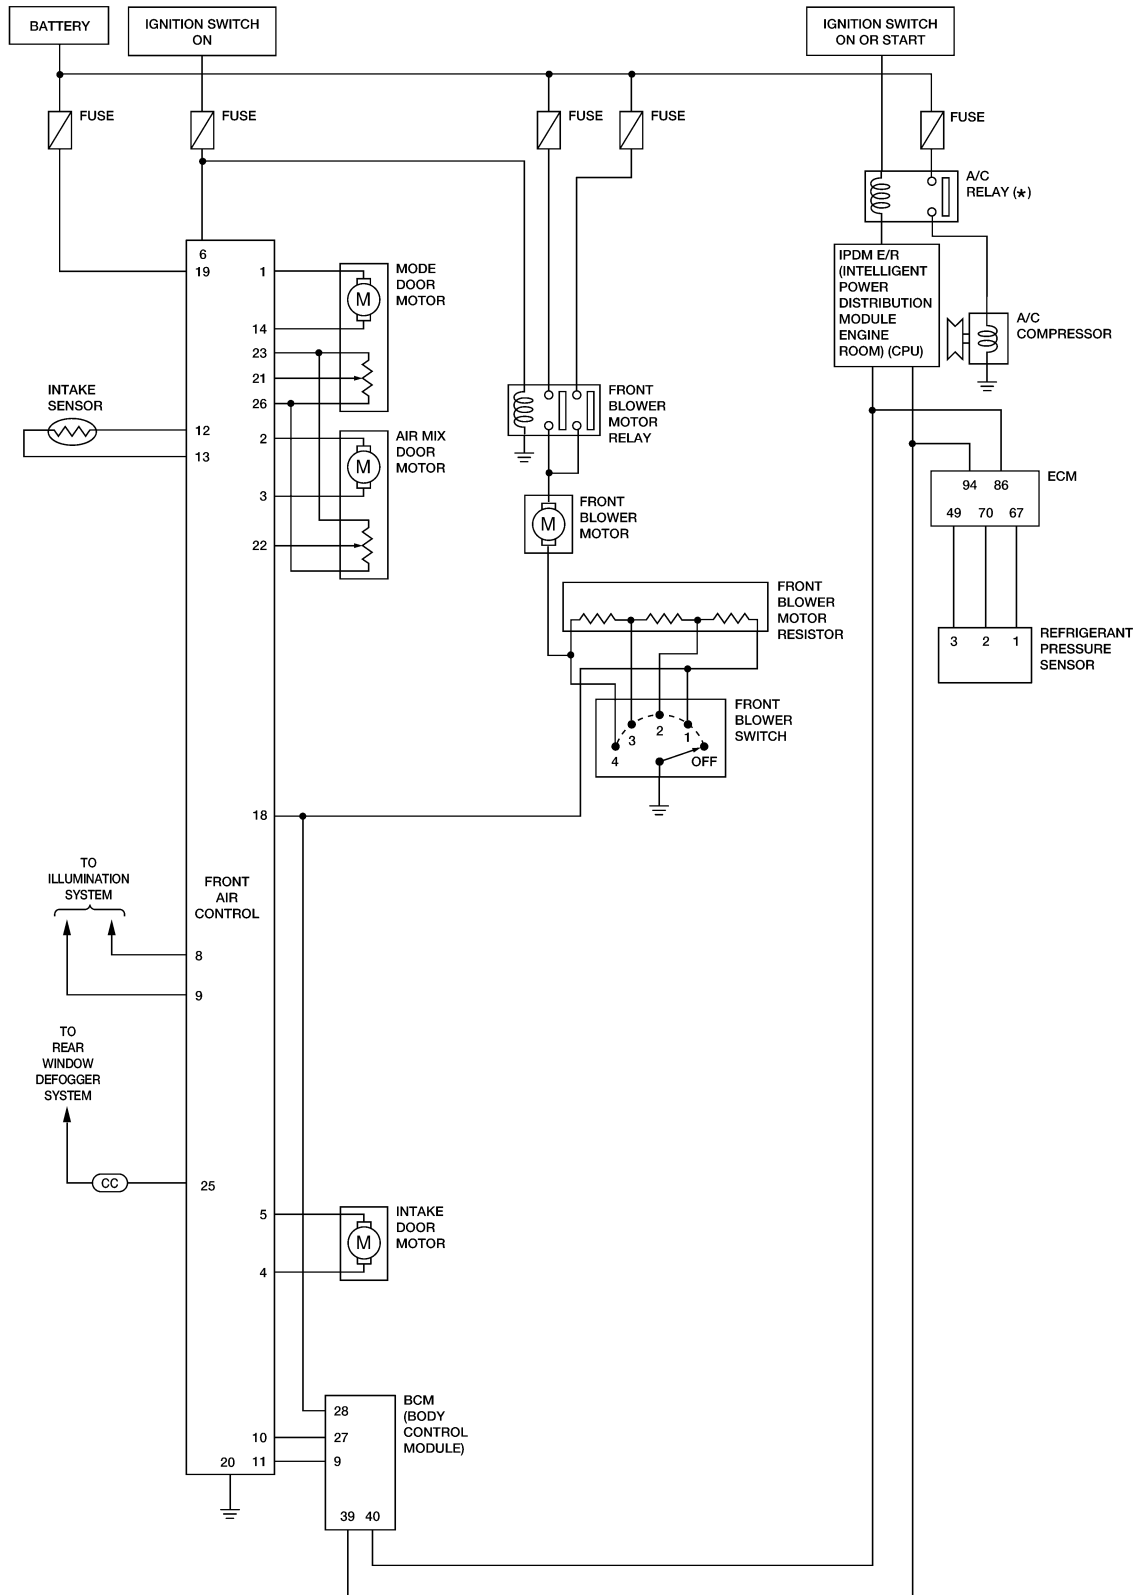 BATTERY
IGNITION SWITCH
ON
IGNITION SWITCH
ON OR START
FUSE
FUSE
FUSE
FUSE
FUSE
A/C
RELAY (*)
6
19
1
14
23
21
26
MODE
DOOR
MOTOR
M
IPDM E/R
(INTELLIGENT
POWER
DISTRIBUTION
MODULE
ENGINE
ROOM) (CPU)
A/C
COMPRESSOR
INTAKE
SENSOR
12
13
2
3
22
AIR MIX
DOOR
MOTOR
M
FRONT
BLOWER
MOTOR
RELAY
FRONT
BLOWER
MOTOR
M
ECM
94 86
49 70 67
3 2 1
REFRIGERANT
PRESSURE
SENSOR
FRONT
BLOWER
MOTOR
RESISTOR
FRONT
BLOWER
SWITCH
4
3
2
1
OFF
18
TO
ILLUMINATION
SYSTEM
FRONT
AIR
CONTROL
8
9
TO
REAR
WINDOW
DEFOGGER
SYSTEM
CC
25
5
4
INTAKE
DOOR
MOTOR
M
BCM
(BODY
CONTROL
MODULE)
28
10
27
20
11
9
39 40